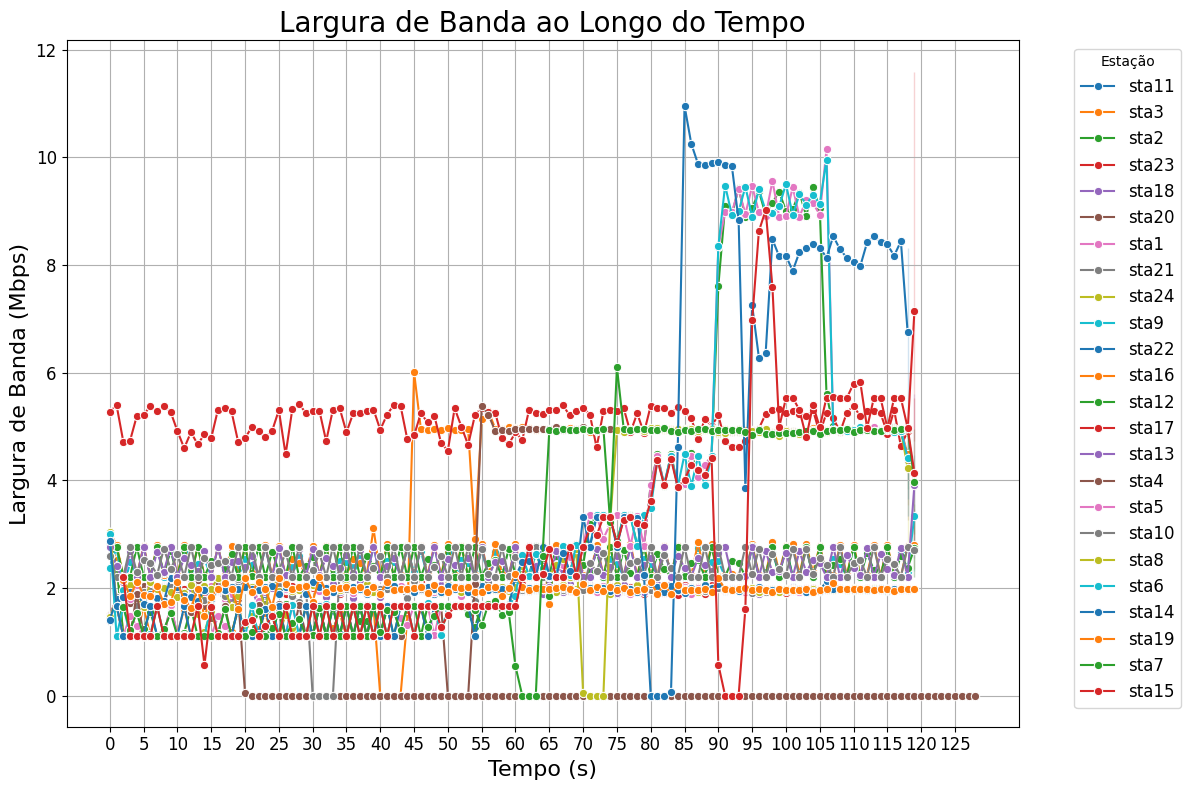 Largura de Banda ao Longo do Tempo
Largura de Banda (Mbps)
12
10
8
6
4
2
0
0 5 10 15 20 25 30 35 40 45 50 55 60 65 70 75 80 85 90 95 100 105 110 115 120 125
Tempo (s)
Estação
sta11
sta3
sta2
sta23
sta18
sta20
sta1
sta21
sta24
sta9
sta22
sta16
sta12
sta17
sta13
sta4
sta5
sta10
sta8
sta6
sta14
sta19
sta7
sta15